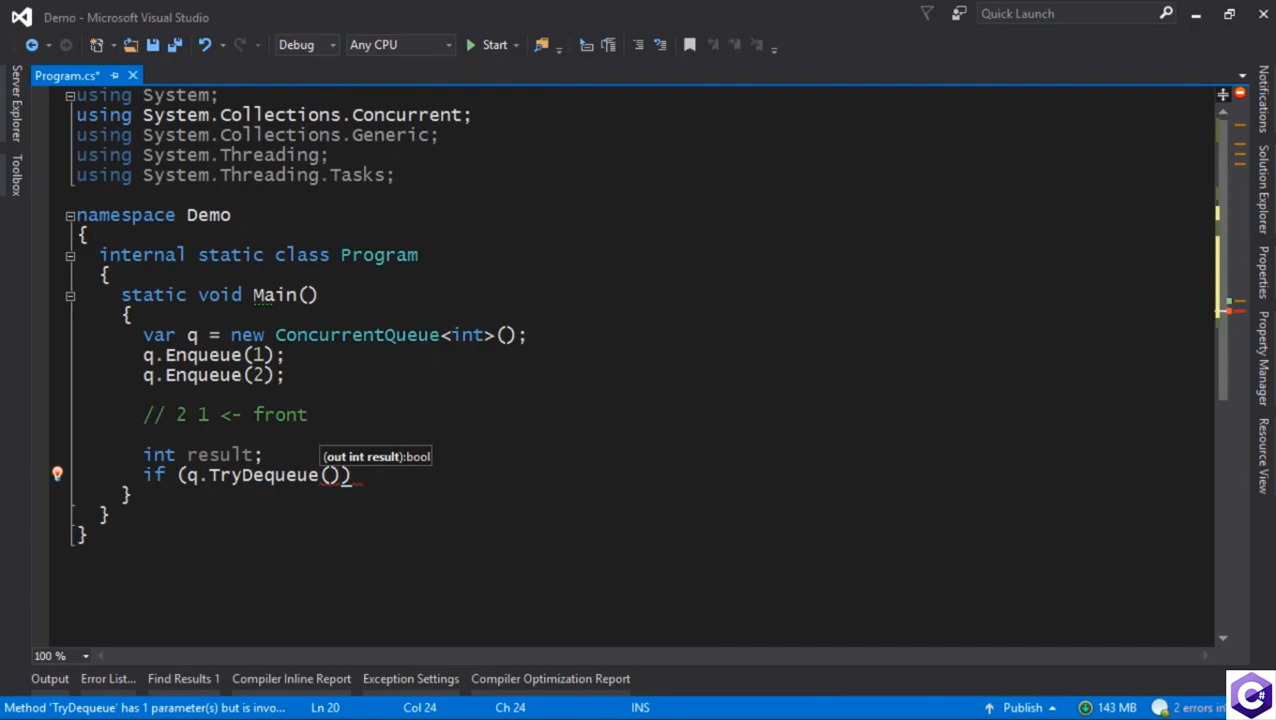 Demo - Microsoft Visual Studio
Quick Launch
Debug
Any CPU
Start
Program.cs*
Server Explorer
Toolbox
using System;
using System.Collections.Concurrent;
using System.Collections.Generic;
using System.Threading;
using System.Threading.Tasks;
namespace Demo
{
internal static class Program
{
static void Main()
{
var q = new ConcurrentQueue<int>();
q.Enqueue(1);
q.Enqueue(2);
// 2 1 <- front
int result;
(out int result):bool
if (q.TryDequeue())
}
}
}
Notifications
Solution Explorer
Properties
Property Manager
Resource View
100 %
Output
Error List...
Find Results 1
Compiler Inline Report
Exception Settings
Compiler Optimization Report
Method 'TryDequeue' has 1 parameter(s) but is invo...
Ln 20
Col 24
Ch 24
INS
Publish
143 MB
2 errors in
C#